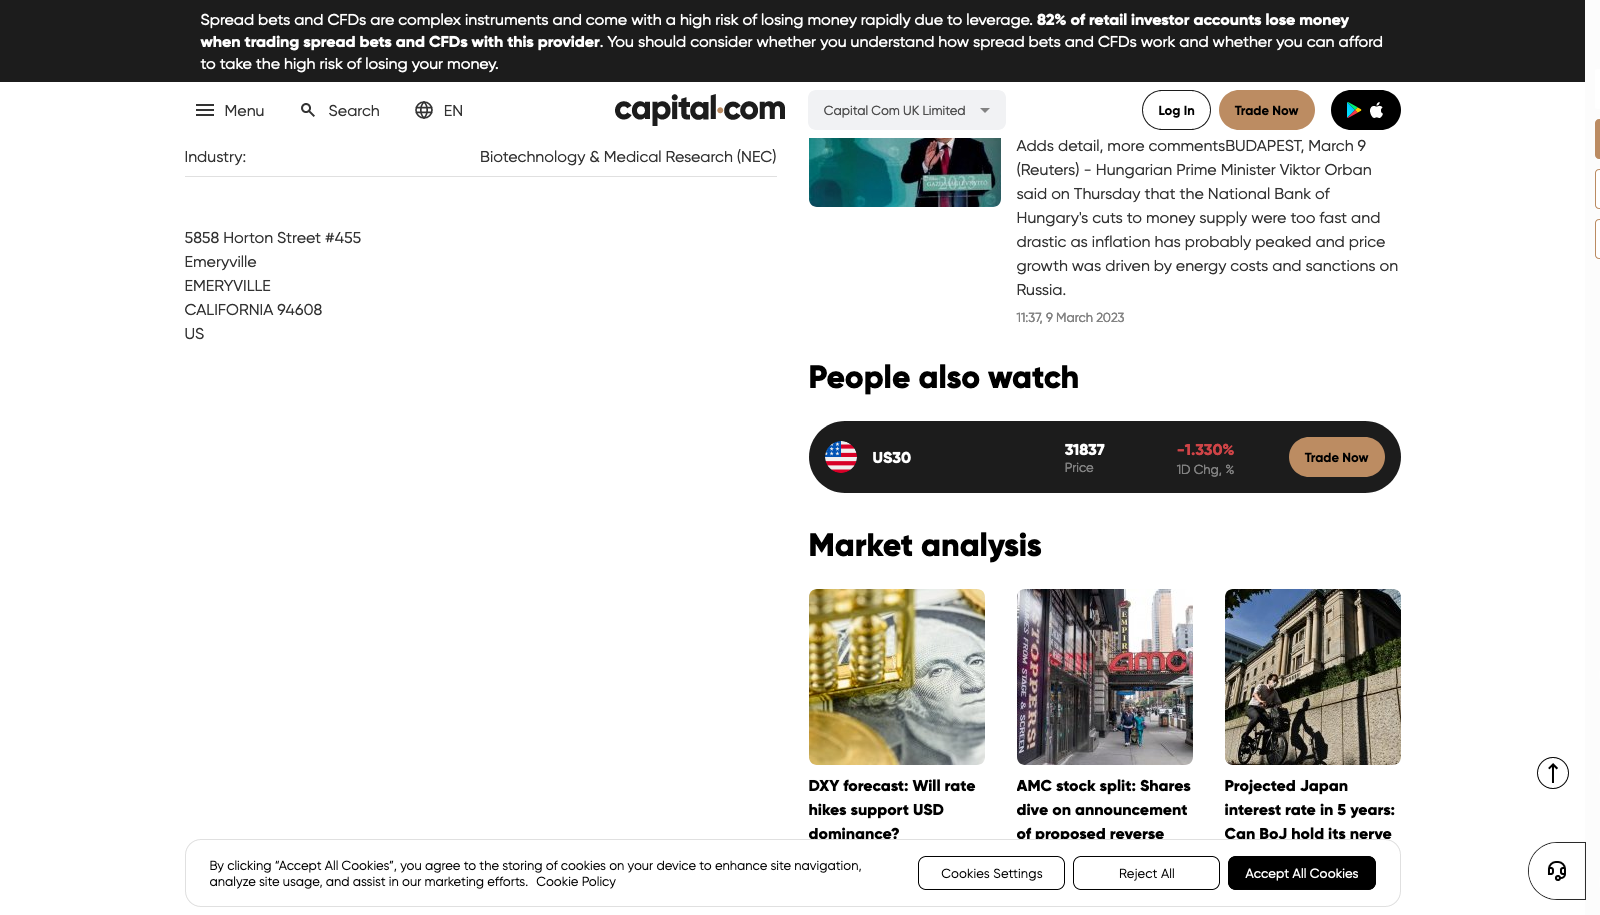 Spread bets and CFDs are complex instruments and come with a high risk of losing money rapidly due to leverage. 82% of retail investor accounts lose money
when trading spread bets and CFDs with this provider. You should consider whether you understand how spread bets and CFDs work and whether you can afford
to take the high risk of losing your money.
Menu
Search
EN
capital.com
Capital Com UK Limited
Log In
Trade Now
Industry:
Biotechnology & Medical Research (NEC)
5858 Horton Street #455
Emeryville
EMERYVILLE
CALIFORNIA 94608
US
Adds detail, more commentsBUDAPEST, March 9
(Reuters) - Hungarian Prime Minister Viktor Orban
said on Thursday that the National Bank of
Hungary's cuts to money supply were too fast and
drastic as inflation has probably peaked and price
growth was driven by energy costs and sanctions on
Russia.
11:37, 9 March 2023
People also watch
US30
31837
Price
-1.330%
1D Chg, %
Trade Now
Market analysis
EMPIRE
amc
TOPPERS!
FROM STAGE & SCREEN
DXY forecast: Will rate
hikes support USD
dominance?
AMC stock split: Shares
dive on announcement
of proposed reverse
Projected Japan
interest rate in 5 years:
Can BoJ hold its nerve
By clicking “Accept All Cookies”, you agree to the storing of cookies on your device to enhance site navigation,
analyze site usage, and assist in our marketing efforts. Cookie Policy
Cookies Settings
Reject All
Accept All Cookies